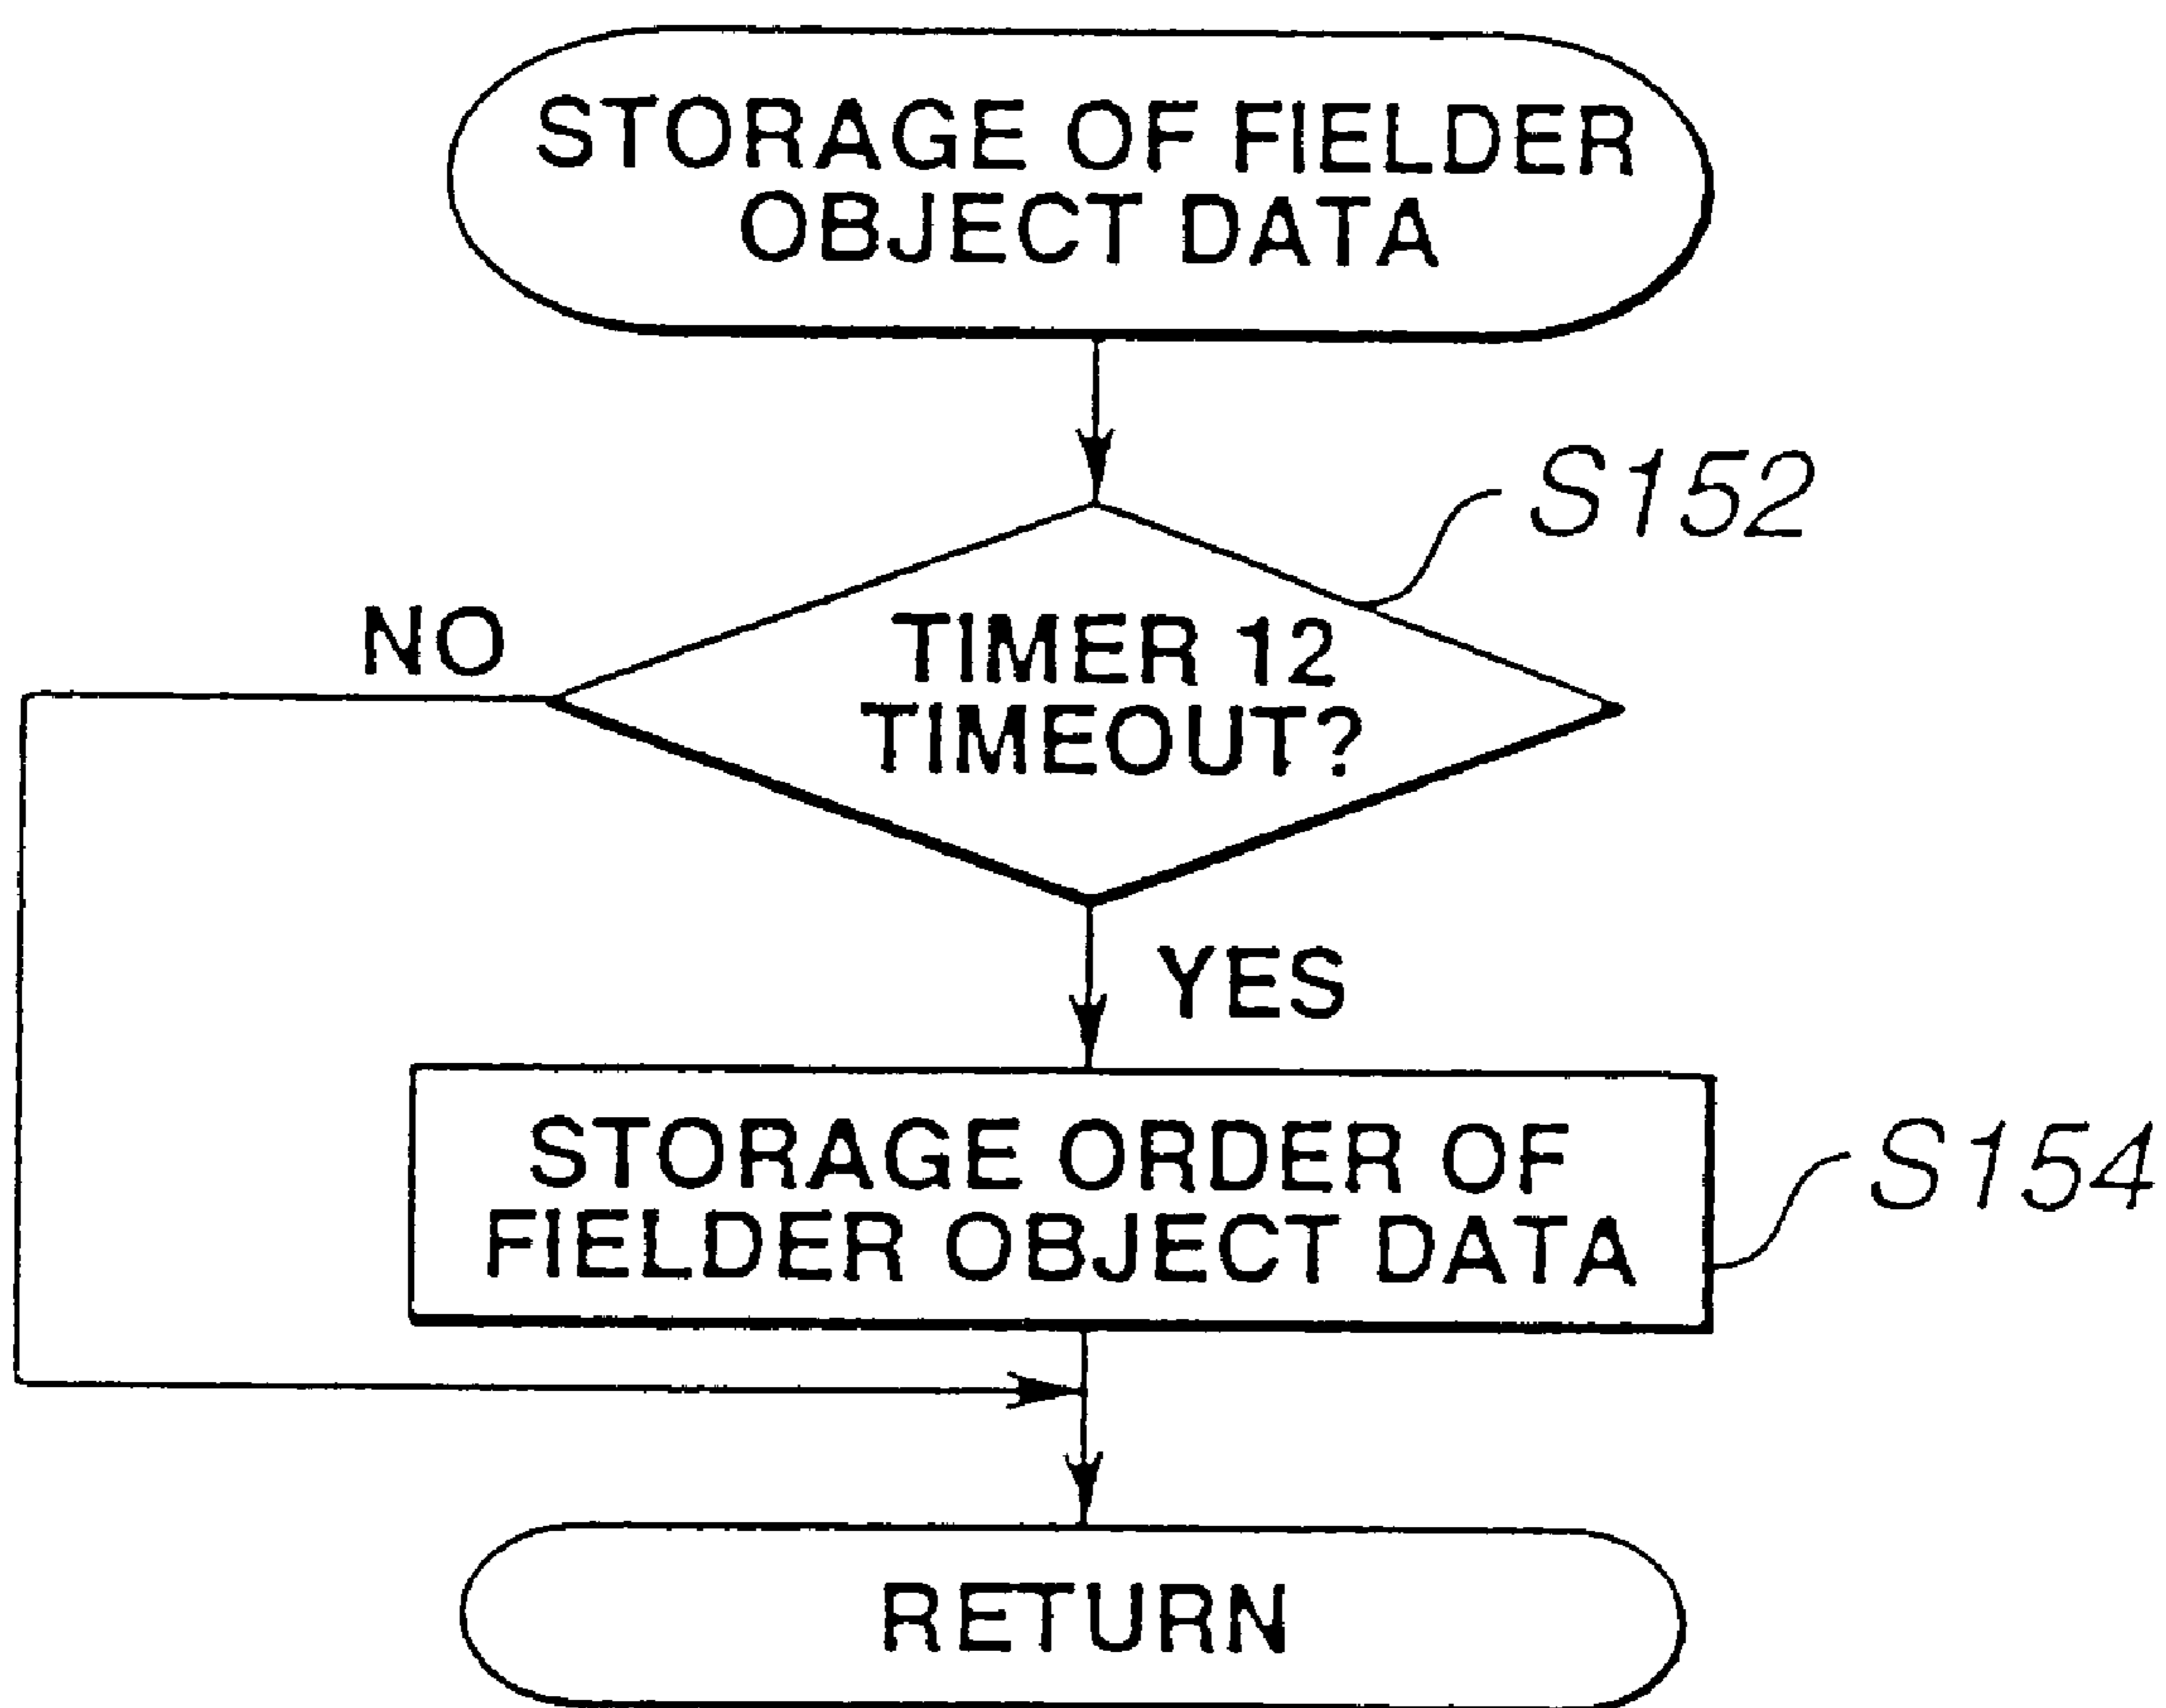 STORAGE OF FIELDER
OBJECT DATA
S152
NO
TIMER 12
TIMEOUT?
YES
STORAGE ORDER OF
FIELDER OBJECT DATA
S154
RETURN